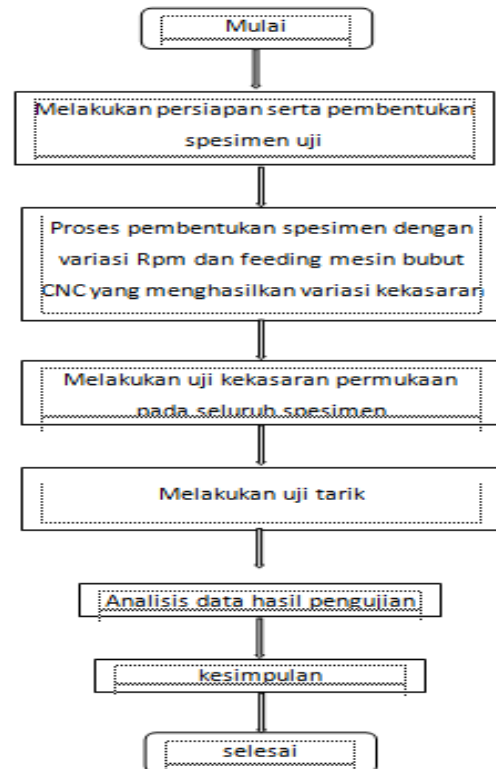 Mulai
Melakukan persiapan serta pembentukan
spesimen uji
Proses pembentukan spesimen dengan
variasi Rpm dan feeding mesin bubut
CNC yang menghasilkan variasi kekasaran
Melakukan uji kekasaran permukaan
pada seluruh spesimen
Melakukan uji tarik
Analisis data hasil pengujian
kesimpulan
selesai